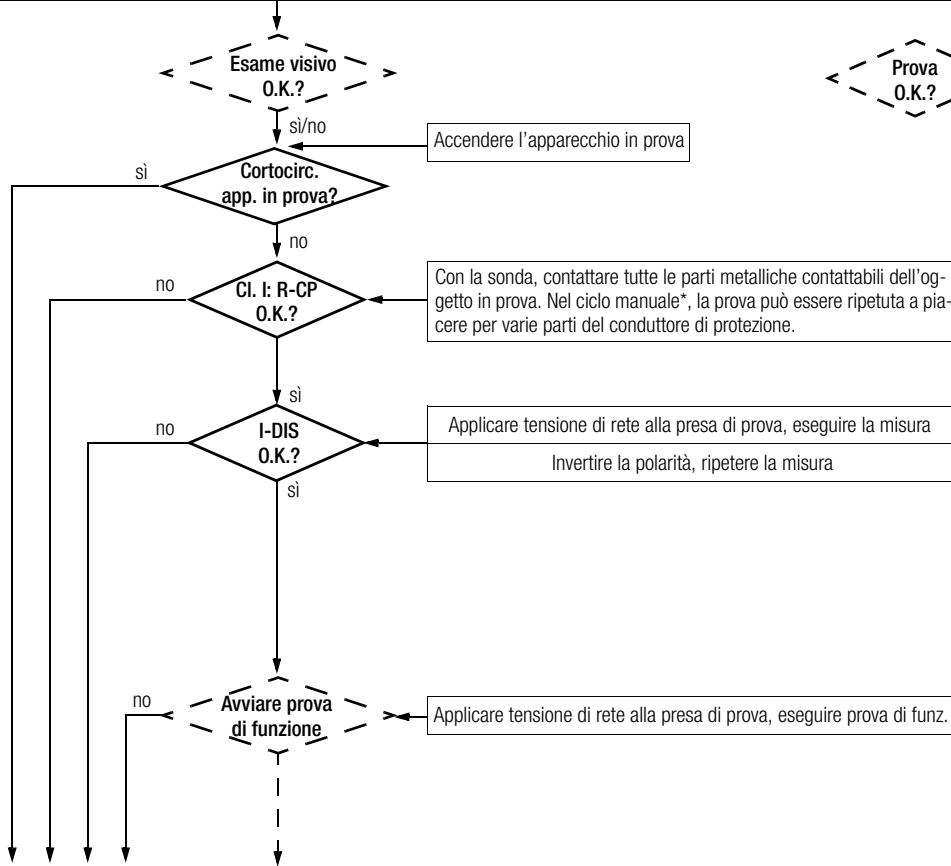 Esame visivo
O.K.?
Prova
O.K.?
sì/no
Accendere l'apparecchio in prova
sì
Cortocirc.
app. in prova?
no
no
Cl. I: R-CP
O.K.?
Con la sonda, contattare tutte le parti metalliche contattabili dell'og-
getto in prova. Nel ciclo manuale*, la prova può essere ripetuta a pia-
cere per varie parti del conduttore di protezione.
sì
no
I-DIS
O.K.?
Applicare tensione di rete alla presa di prova, eseguire la misura
Invertire la polarità, ripetere la misura
sì
no
Avviare prova
di funzione
Applicare tensione di rete alla presa di prova, eseguire prova di funz.